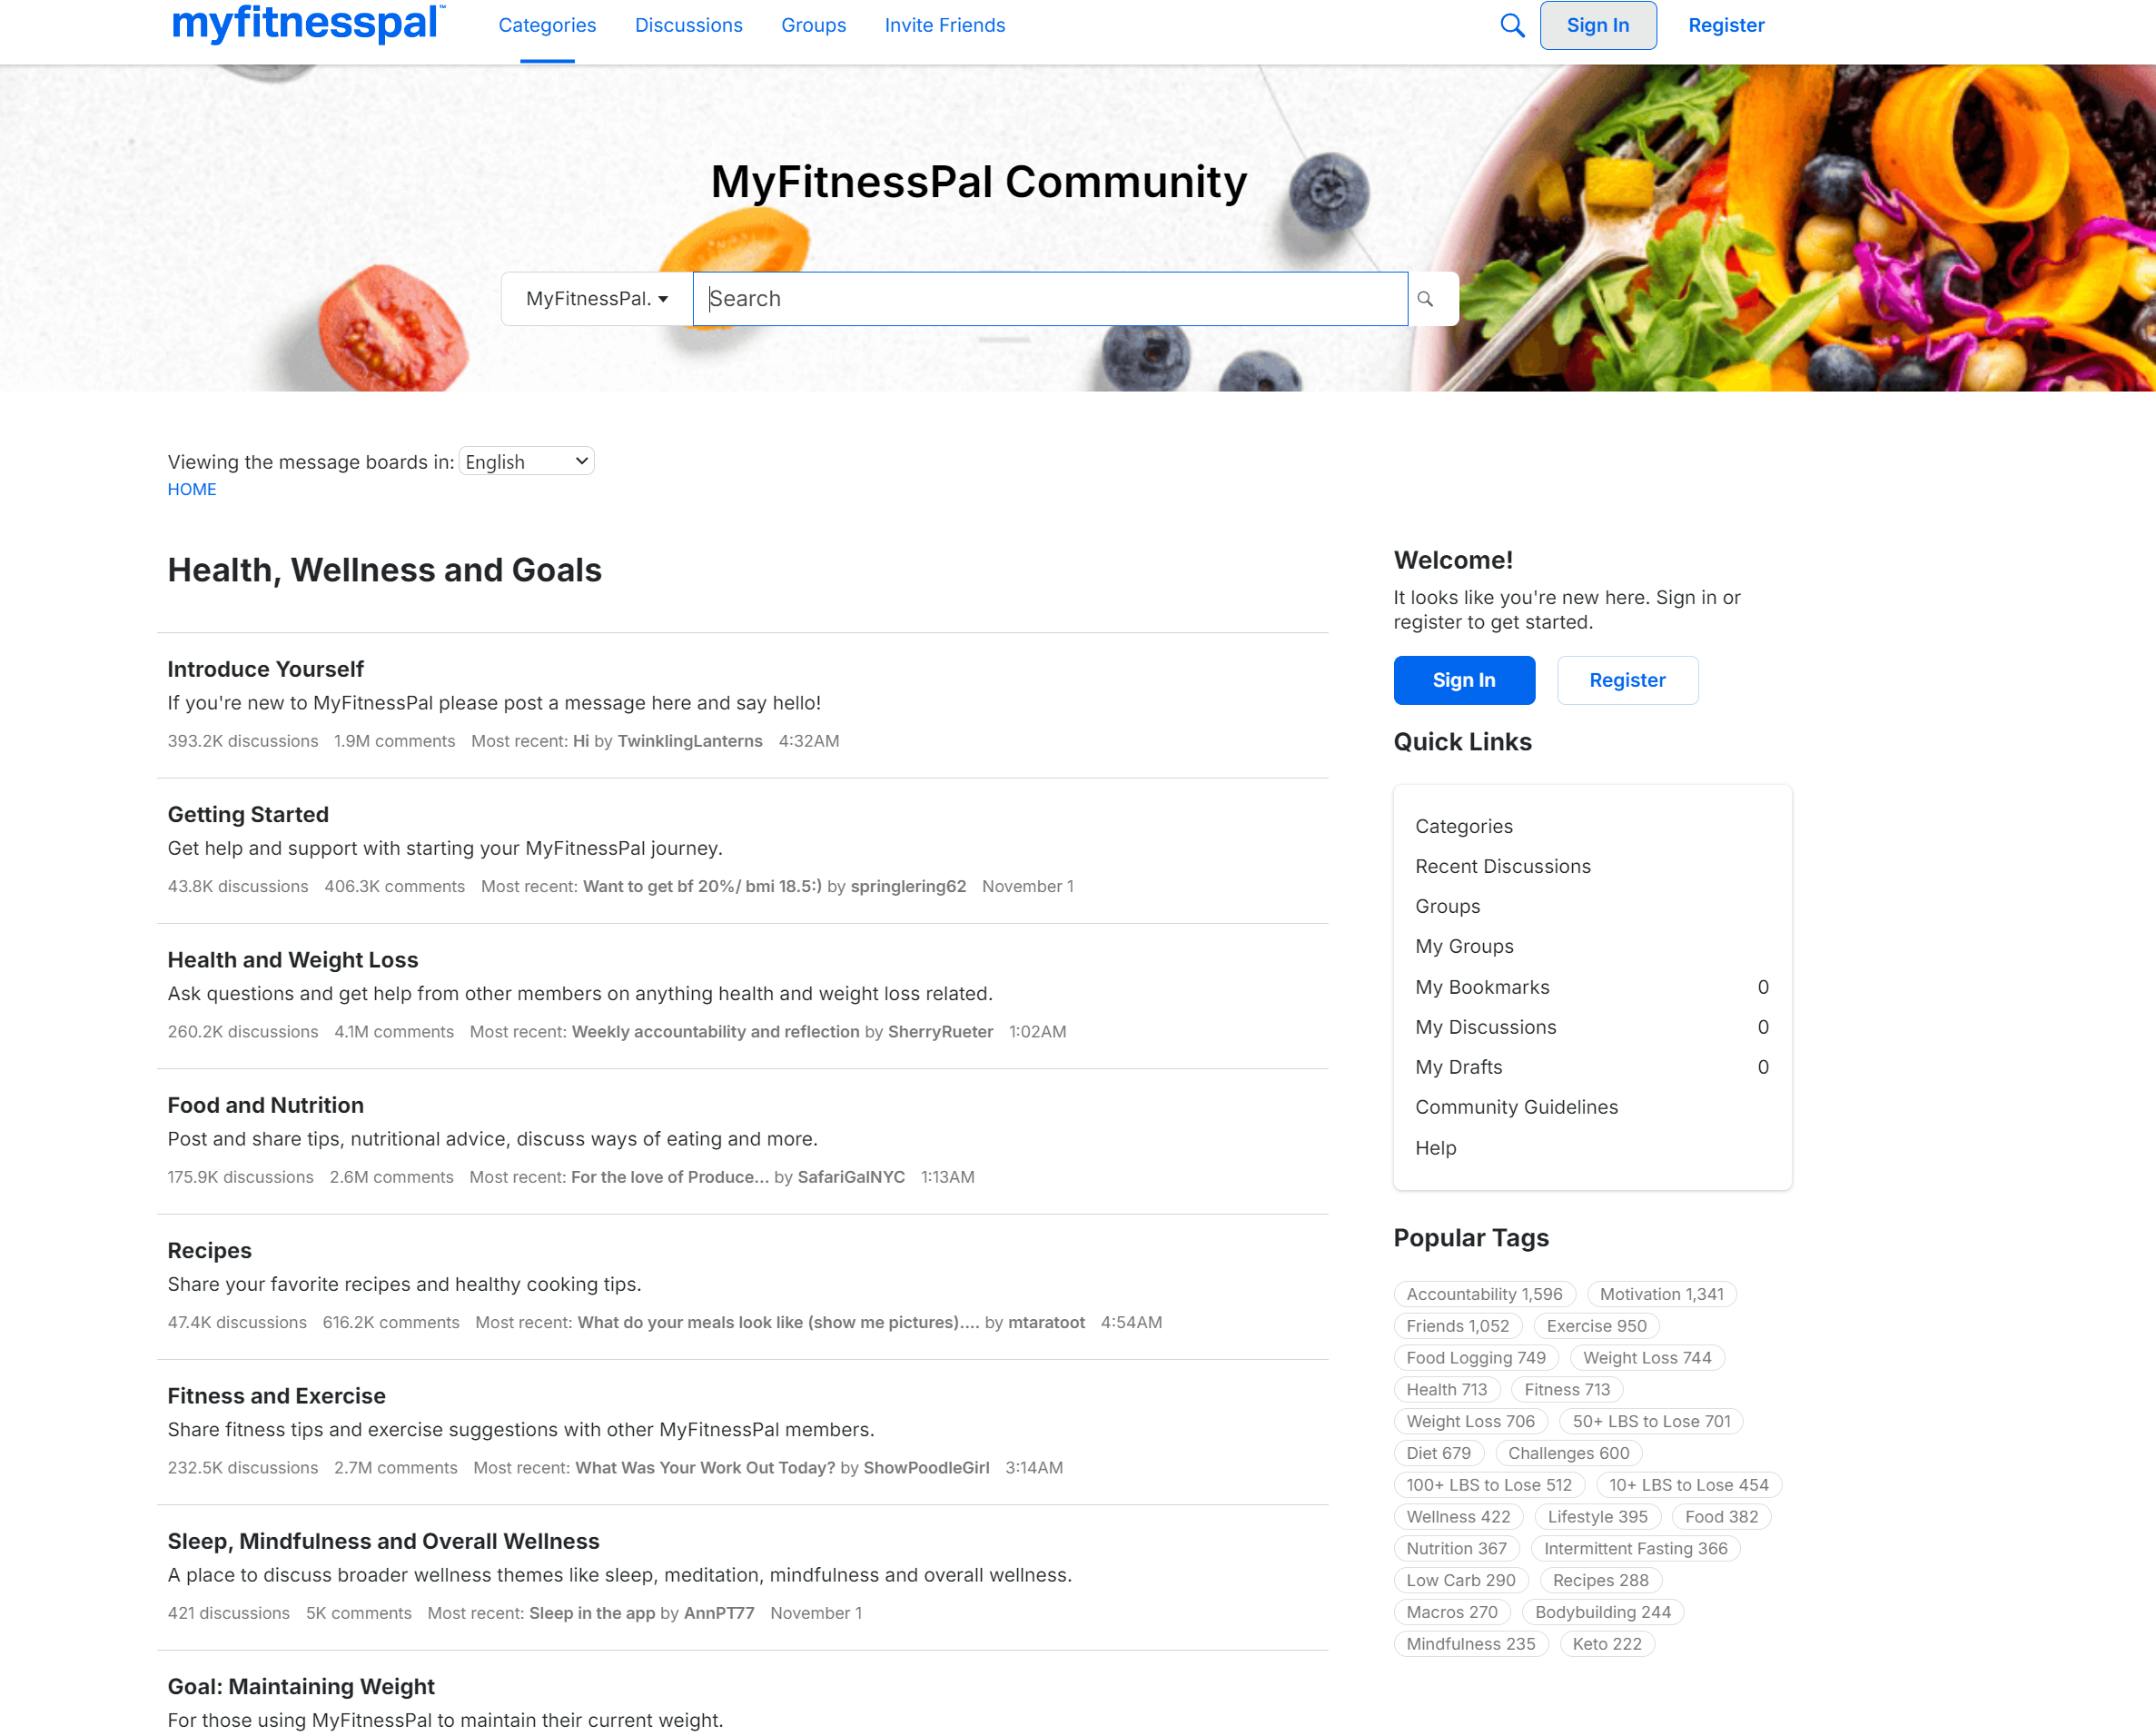 myfitnesspal™
Categories Discussions Groups Invite Friends Sign In Register
MyFitnessPal Community
MyFitnessPal. Search
Viewing the message boards in: English
HOME
Health, Wellness and Goals
Introduce Yourself
If you're new to MyFitnessPal please post a message here and say hello!
393.2K discussions 1.9M comments Most recent: Hi by TwinklingLanterns 4:32AM
Getting Started
Get help and support with starting your MyFitnessPal journey.
43.8K discussions 406.3K comments Most recent: Want to get bf 20%/ bmi 18.5:) by springlering62 November 1
Health and Weight Loss
Ask questions and get help from other members on anything health and weight loss related.
260.2K discussions 4.1M comments Most recent: Weekly accountability and reflection by SherryRueter 1:02AM
Food and Nutrition
Post and share tips, nutritional advice, discuss ways of eating and more.
175.9K discussions 2.6M comments Most recent: For the love of Produce... by SafariGalNYC 1:13AM
Recipes
Share your favorite recipes and healthy cooking tips.
47.4K discussions 616.2K comments Most recent: What do your meals look like (show me pictures).... by mtaratoot 4:54AM
Fitness and Exercise
Share fitness tips and exercise suggestions with other MyFitnessPal members.
232.5K discussions 2.7M comments Most recent: What Was Your Work Out Today? by ShowPoodleGirl 3:14AM
Sleep, Mindfulness and Overall Wellness
A place to discuss broader wellness themes like sleep, meditation, mindfulness and overall wellness.
421 discussions 5K comments Most recent: Sleep in the app by AnnPT77 November 1
Goal: Maintaining Weight
For those using MyFitnessPal to maintain their current weight.
Welcome!
It looks like you're new here. Sign in or
register to get started.
Sign In Register
Quick Links
Categories
Recent Discussions
Groups
My Groups
My Bookmarks 0
My Discussions 0
My Drafts 0
Community Guidelines
Help
Popular Tags
Accountability 1,596 Motivation 1,341
Friends 1,052 Exercise 950
Food Logging 749 Weight Loss 744
Health 713 Fitness 713
Weight Loss 706 50+ LBS to Lose 701
Diet 679 Challenges 600
100+ LBS to Lose 512 10+ LBS to Lose 454
Wellness 422 Lifestyle 395 Food 382
Nutrition 367 Intermittent Fasting 366
Low Carb 290 Recipes 288
Macros 270 Bodybuilding 244
Mindfulness 235 Keto 222